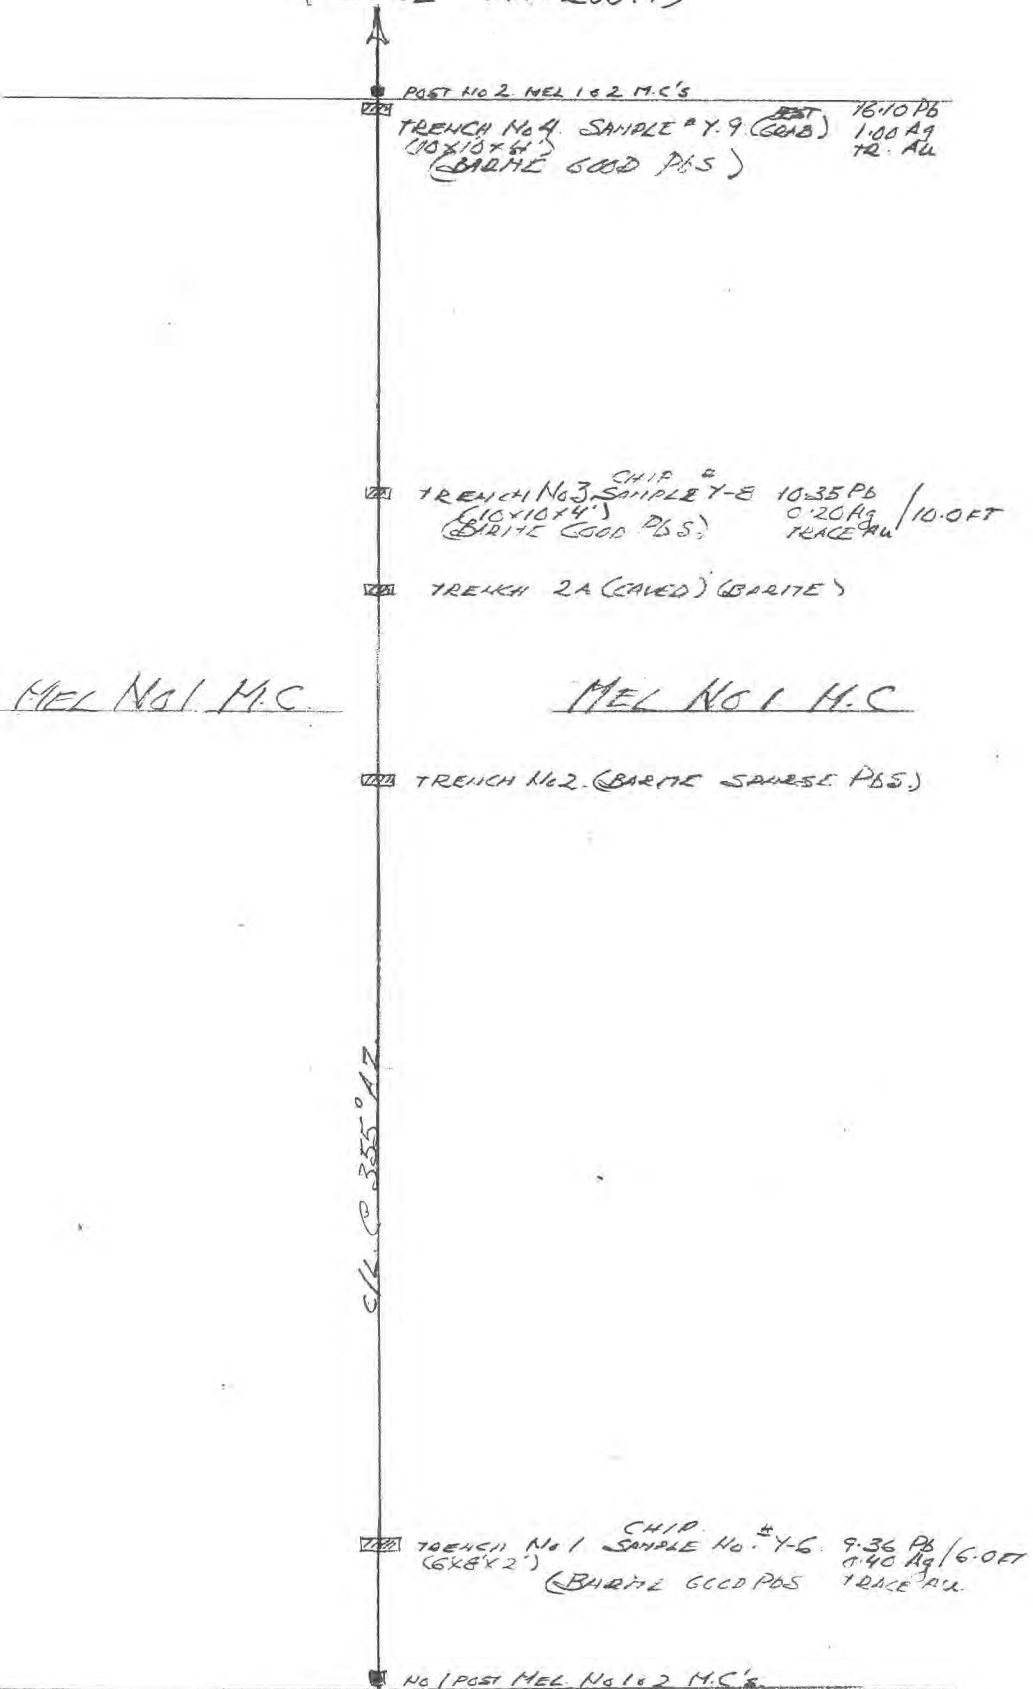 POST No 2. MEL 1 & 2 M.C's
TRENCH No 4. SAMPLE # Y-9 (GRAB) 16.10 Pb
(10x10x4') 1.00 Ag
TR. Au
(BARITE GOOD PbS)
CHIP
TRENCH No 3 SAMPLE # Y-8 10.35 Pb
(10x10x4') 0.20 Ag / 10.0 FT
(BARITE GOOD PbS) TRACE Au
TRENCH 2A (CAVED) (BARITE)
MEL No 1 M.C. MEL No 1 M.C
TRENCH No 2. (BARITE SPARSE PbS.)
C/L @ 355° AZ.
CHIP
TRENCH No 1 SAMPLE No. # Y-6 9.36 Pb
(6x8x2') 0.40 Ag / 6.0 FT
(BARITE GOOD PbS TRACE Au
No 1 POST MEL No 1 & 2 M.C's